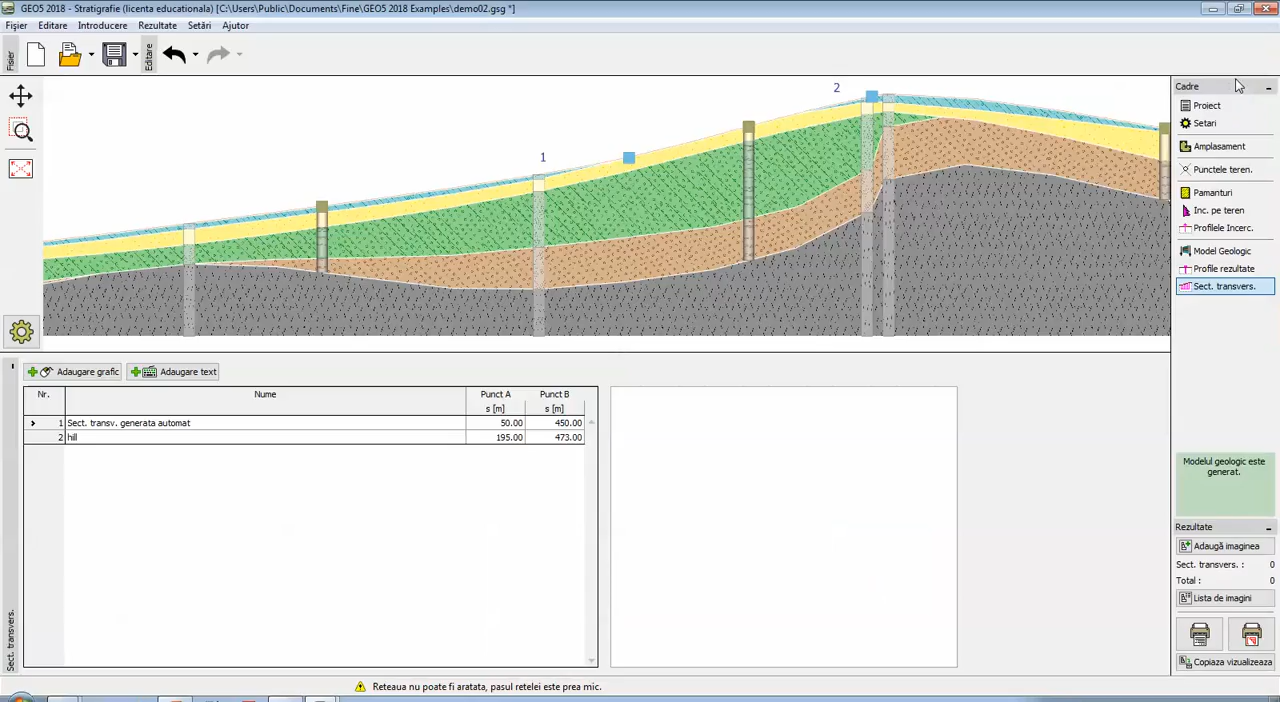 GEO5 2018 - Stratigrafie (licenta educationala) [C:\Users\Public\Documents\Fine\GEO5 2018 Examples\demo02.gsg *]
Fişier Editare Introducere Rezultate Setări Ajutor
Fisier
Editare
1
2
Cadre
Proiect
Setari
Amplasament
Punctele teren.
Pamanturi
Inc. pe teren
Profilele Incerc.
Model Geologic
Profile rezultate
Sect. transvers.
Modelul geologic este
generat.
Rezultate
Adaugă imaginea
Sect. transvers. : 0
Total : 0
Lista de imagini
Copiaza vizualizeaza
Sect. transvers.
Adaugare grafic Adaugare text
Nr. Nume Punct A Punct B
s [m] s [m]
1 Sect. transv. generata automat 50.00 450.00
2 hill 195.00 473.00
Reteaua nu poate fi aratata, pasul retelei este prea mic.